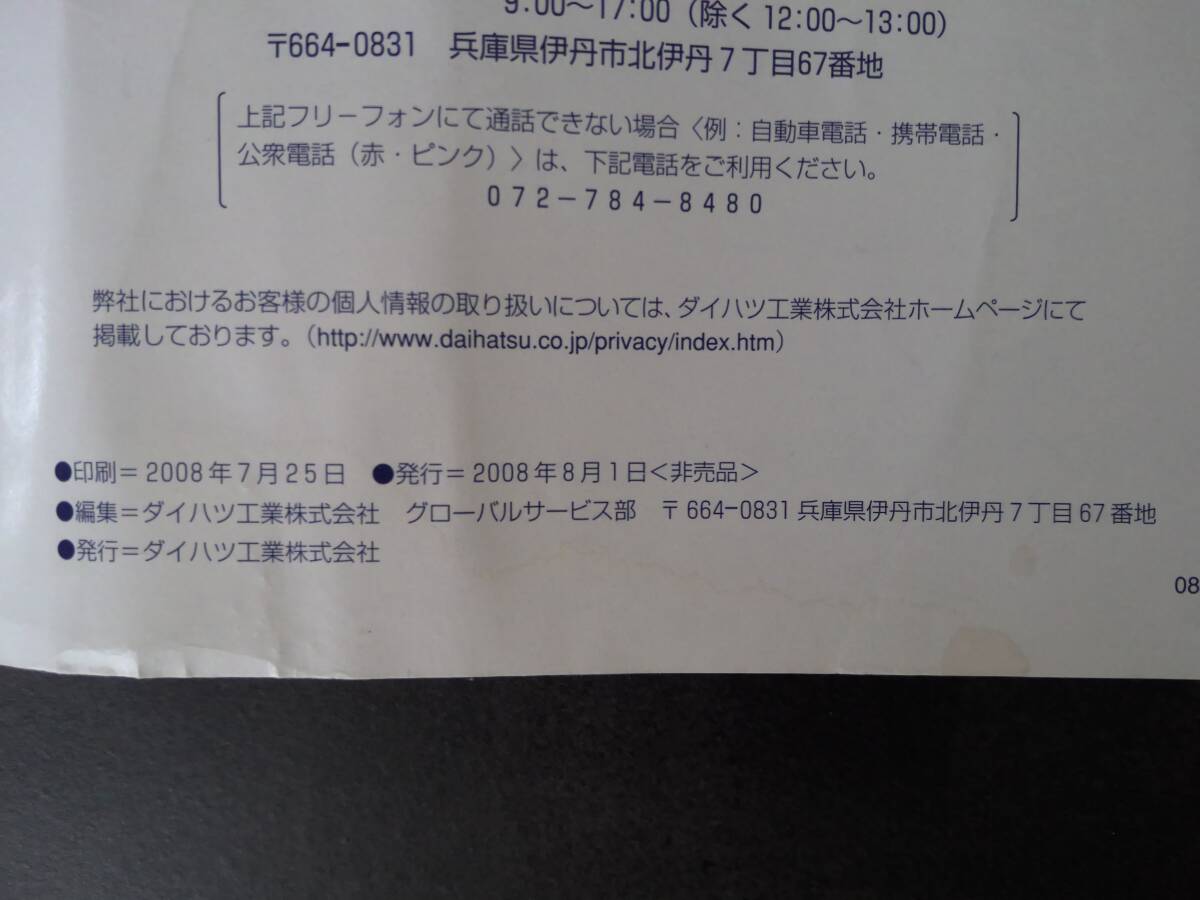 9:00〜17:00（除く 12:00〜13:00）
〒664-0831　兵庫県伊丹市北伊丹７丁目67番地
上記フリーフォンにて通話できない場合〈例：自動車電話・携帯電話・
公衆電話（赤・ピンク）〉は、下記電話をご利用ください。
０７２−７８４−８４８０
弊社におけるお客様の個人情報の取り扱いについては、ダイハツ工業株式会社ホームページにて
掲載しております。（http://www.daihatsu.co.jp/privacy/index.htm）
●印刷＝2008年７月25日　●発行＝2008年８月１日＜非売品＞
●編集＝ダイハツ工業株式会社　グローバルサービス部　〒664-0831 兵庫県伊丹市北伊丹７丁目67番地
●発行＝ダイハツ工業株式会社
08